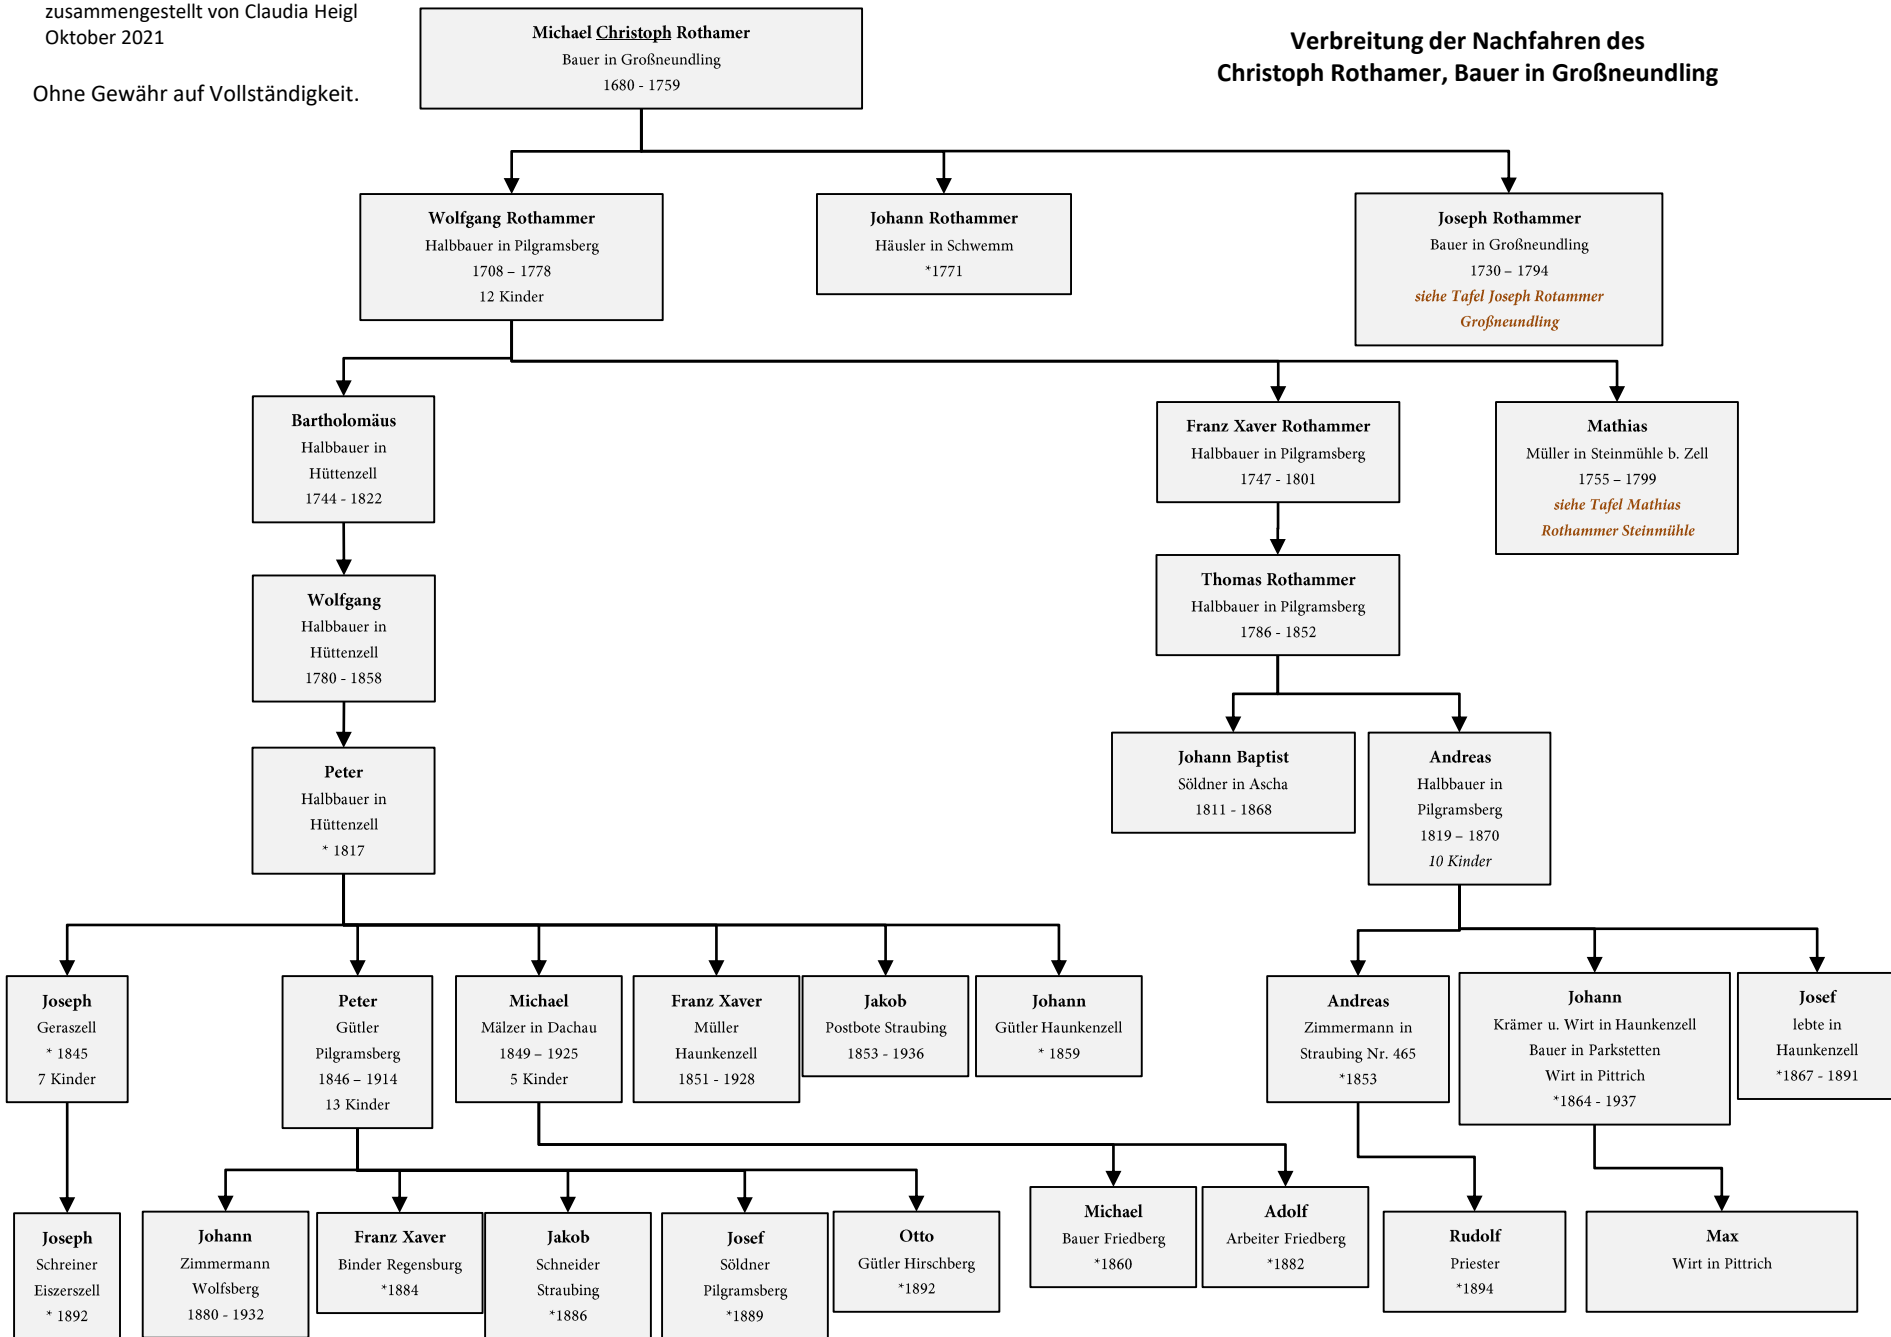 zusammengestellt von Claudia Heigl
Oktober 2021
Ohne Gewähr auf Vollständigkeit.
Verbreitung der Nachfahren des
Christoph Rothamer, Bauer in Großneundling
Michael Christoph Rothamer
Bauer in Großneundling
1680 - 1759
Wolfgang Rothammer
Halbbauer in Pilgramsberg
1708 – 1778
12 Kinder
Johann Rothammer
Häusler in Schwemm
*1771
Joseph Rothammer
Bauer in Großneundling
1730 – 1794
siehe Tafel Joseph Rotammer
Großneundling
Bartholomäus
Halbbauer in
Hüttenzell
1744 - 1822
Franz Xaver Rothammer
Halbbauer in Pilgramsberg
1747 - 1801
Mathias
Müller in Steinmühle b. Zell
1755 – 1799
siehe Tafel Mathias
Rothammer Steinmühle
Wolfgang
Halbbauer in
Hüttenzell
1780 - 1858
Thomas Rothammer
Halbbauer in Pilgramsberg
1786 - 1852
Peter
Halbbauer in
Hüttenzell
* 1817
Johann Baptist
Söldner in Ascha
1811 - 1868
Andreas
Halbbauer in
Pilgramsberg
1819 – 1870
10 Kinder
Joseph
Geraszell
* 1845
7 Kinder
Peter
Gütler
Pilgramsberg
1846 – 1914
13 Kinder
Michael
Mälzer in Dachau
1849 – 1925
5 Kinder
Franz Xaver
Müller
Haunkenzell
1851 - 1928
Jakob
Postbote Straubing
1853 - 1936
Johann
Gütler Haunkenzell
* 1859
Andreas
Zimmermann in
Straubing Nr. 465
*1853
Johann
Krämer u. Wirt in Haunkenzell
Bauer in Parkstetten
Wirt in Pittrich
*1864 - 1937
Josef
lebte in
Haunkenzell
*1867 - 1891
Joseph
Schreiner
Eiszerszell
* 1892
Johann
Zimmermann
Wolfsberg
1880 - 1932
Franz Xaver
Binder Regensburg
*1884
Jakob
Schneider
Straubing
*1886
Josef
Söldner
Pilgramsberg
*1889
Otto
Gütler Hirschberg
*1892
Michael
Bauer Friedberg
*1860
Adolf
Arbeiter Friedberg
*1882
Rudolf
Priester
*1894
Max
Wirt in Pittrich